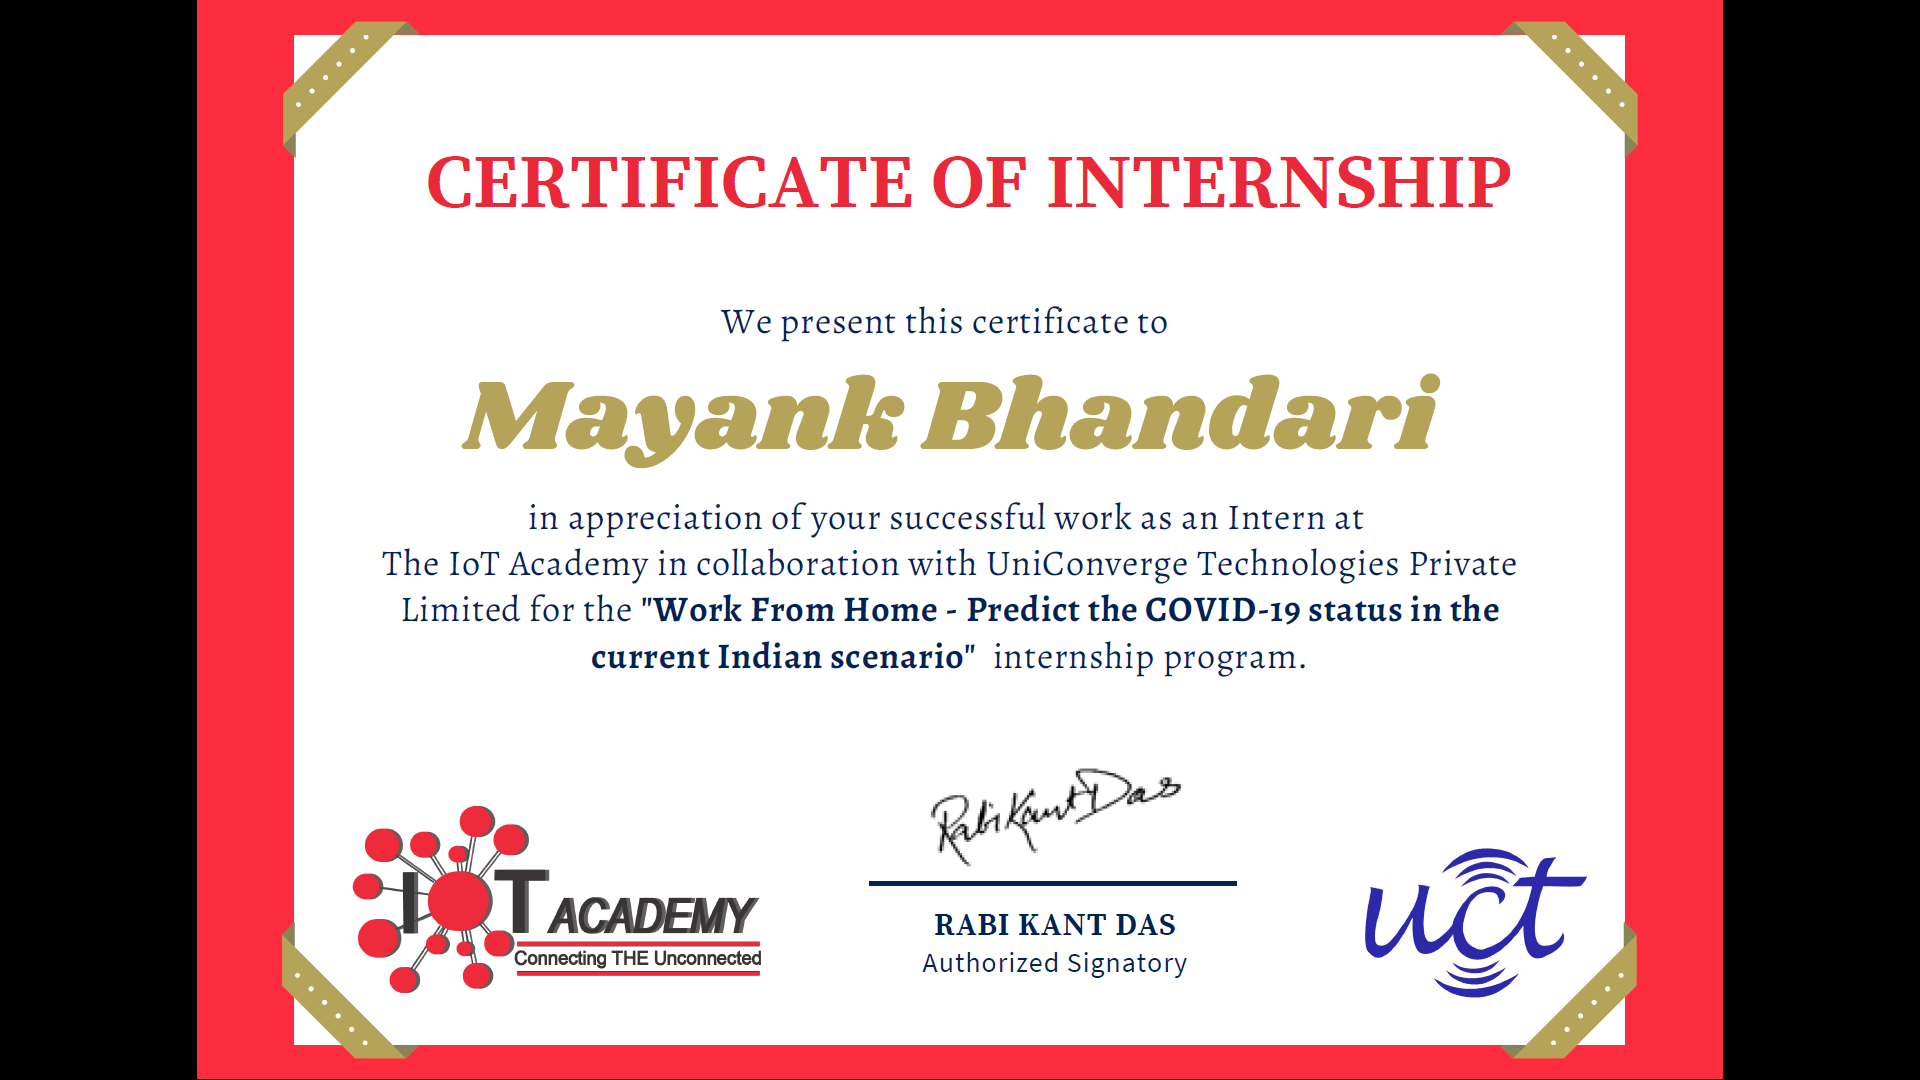 CERTIFICATE OF INTERNSHIP
We present this certificate to
Mayank Bhandari
in appreciation of your successful work as an Intern at
The IoT Academy in collaboration with UniConverge Technologies Private
Limited for the "Work From Home - Predict the COVID-19 status in the
current Indian scenario" internship program.
Rabi Kant Das
IOT ACADEMY
Connecting THE Unconnected
RABI KANT DAS
Authorized Signatory
uct